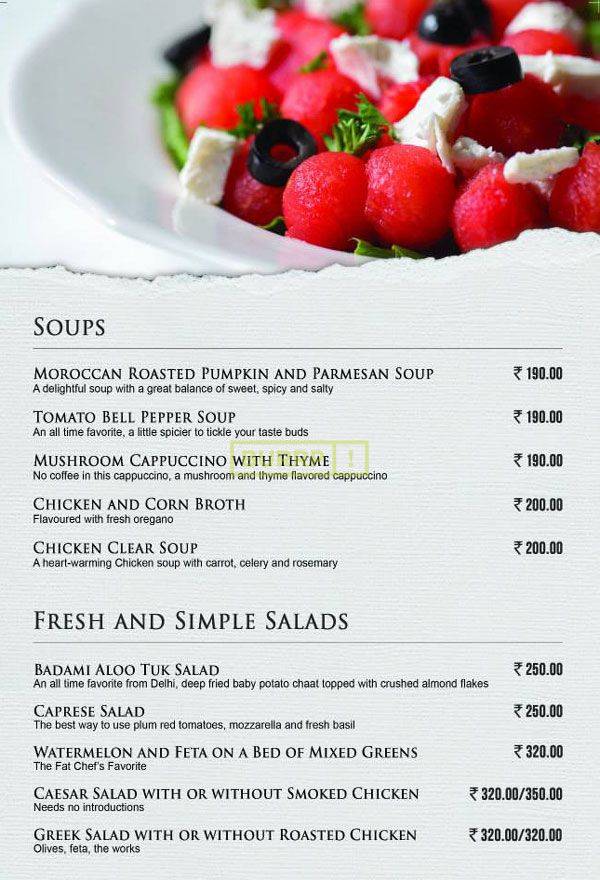 SOUPS
MOROCCAN ROASTED PUMPKIN AND PARMESAN SOUP ₹ 190.00
A delightful soup with a great balance of sweet, spicy and salty
TOMATO BELL PEPPER SOUP ₹ 190.00
An all time favorite, a little spicier to tickle your taste buds
MUSHROOM CAPPUCCINO WITH THYME ₹ 190.00
No coffee in this cappuccino, a mushroom and thyme flavored cappuccino
CHICKEN AND CORN BROTH ₹ 200.00
Flavoured with fresh oregano
CHICKEN CLEAR SOUP ₹ 200.00
A heart-warming Chicken soup with carrot, celery and rosemary
FRESH AND SIMPLE SALADS
BADAMI ALOO TUK SALAD ₹ 250.00
An all time favorite from Delhi, deep fried baby potato chaat topped with crushed almond flakes
CAPRESE SALAD ₹ 250.00
The best way to use plum red tomatoes, mozzarella and fresh basil
WATERMELON AND FETA ON A BED OF MIXED GREENS ₹ 320.00
The Fat Chef's Favorite
CAESAR SALAD WITH OR WITHOUT SMOKED CHICKEN ₹ 320.00/350.00
Needs no introductions
GREEK SALAD WITH OR WITHOUT ROASTED CHICKEN ₹ 320.00/320.00
Olives, feta, the works